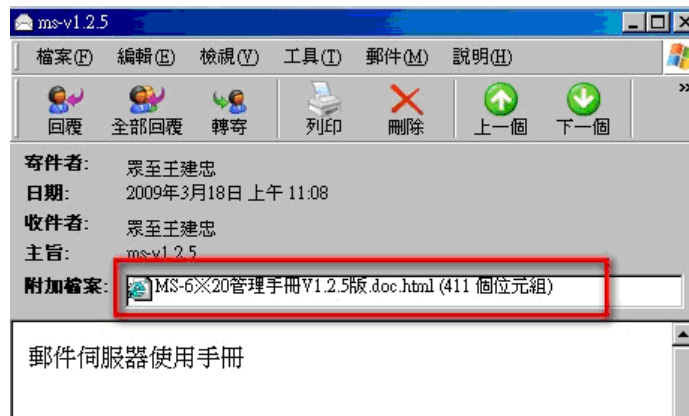 ms-v1.2.5
檔案(F) 編輯(E) 檢視(V) 工具(T) 郵件(M) 說明(H)
回覆 全部回覆 轉寄 列印 刪除 上一個 下一個
寄件者: 眾至王建忠
日期: 2009年3月18日 上午 11:08
收件者: 眾至王建忠
主旨: ms-v1.2.5
附加檔案: MS-6X20管理手冊V1.2.5版.doc.html (411 個位元組)
郵件伺服器使用手冊